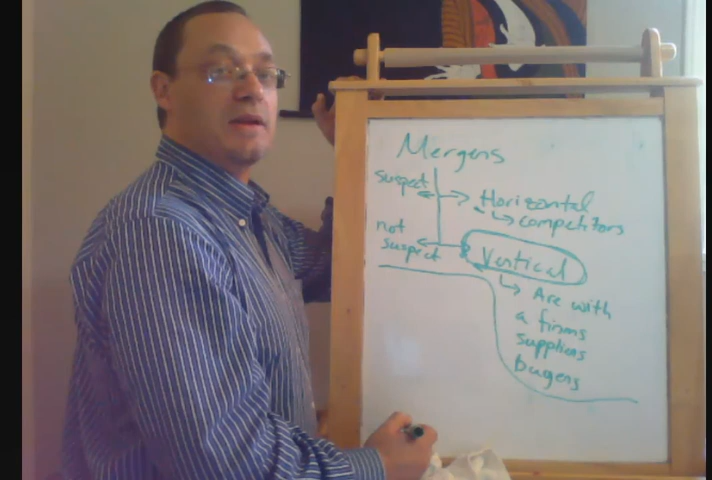 Mergers
suspect
Horizontal
competitors
not
suspect
Vertical
Are with
a firms
suppliers
buyers